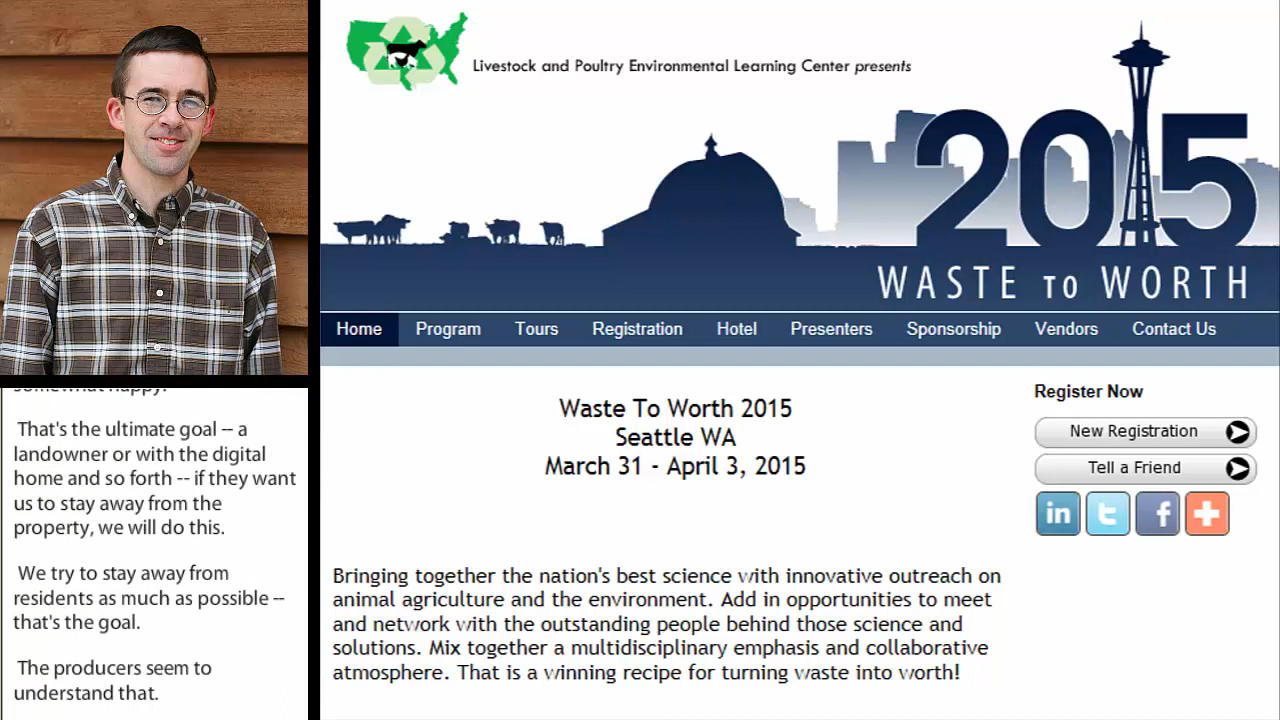 Livestock and Poultry Environmental Learning Center presents
2015
WASTE TO WORTH
Home Program Tours Registration Hotel Presenters Sponsorship Vendors Contact Us
Waste To Worth 2015
Seattle WA
March 31 - April 3, 2015
Bringing together the nation's best science with innovative outreach on
animal agriculture and the environment. Add in opportunities to meet
and network with the outstanding people behind those science and
solutions. Mix together a multidisciplinary emphasis and collaborative
atmosphere. That is a winning recipe for turning waste into worth!
Register Now
New Registration
Tell a Friend
in t f
somewhat happy.
That's the ultimate goal -- a
landowner or with the digital
home and so forth -- if they want
us to stay away from the
property, we will do this.
We try to stay away from
residents as much as possible --
that's the goal.
The producers seem to
understand that.